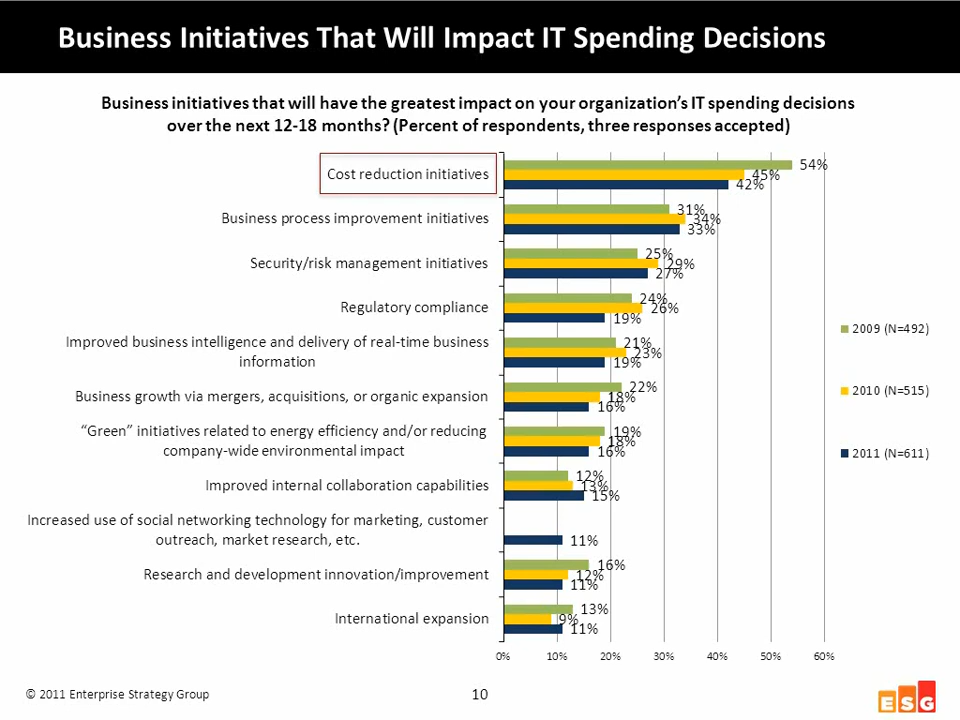 Business Initiatives That Will Impact IT Spending Decisions
Business initiatives that will have the greatest impact on your organization's IT spending decisions
over the next 12-18 months? (Percent of respondents, three responses accepted)
Cost reduction initiatives
54%
45%
42%
Business process improvement initiatives
31%
34%
33%
Security/risk management initiatives
25%
29%
27%
Regulatory compliance
24%
26%
19%
Improved business intelligence and delivery of real-time business
information
21%
23%
19%
Business growth via mergers, acquisitions, or organic expansion
22%
18%
16%
“Green” initiatives related to energy efficiency and/or reducing
company-wide environmental impact
19%
18%
16%
Improved internal collaboration capabilities
12%
13%
15%
Increased use of social networking technology for marketing, customer
outreach, market research, etc.
11%
Research and development innovation/improvement
16%
12%
11%
International expansion
13%
9%
11%
0% 10% 20% 30% 40% 50% 60%
2009 (N=492)
2010 (N=515)
2011 (N=611)
© 2011 Enterprise Strategy Group
10
ESG